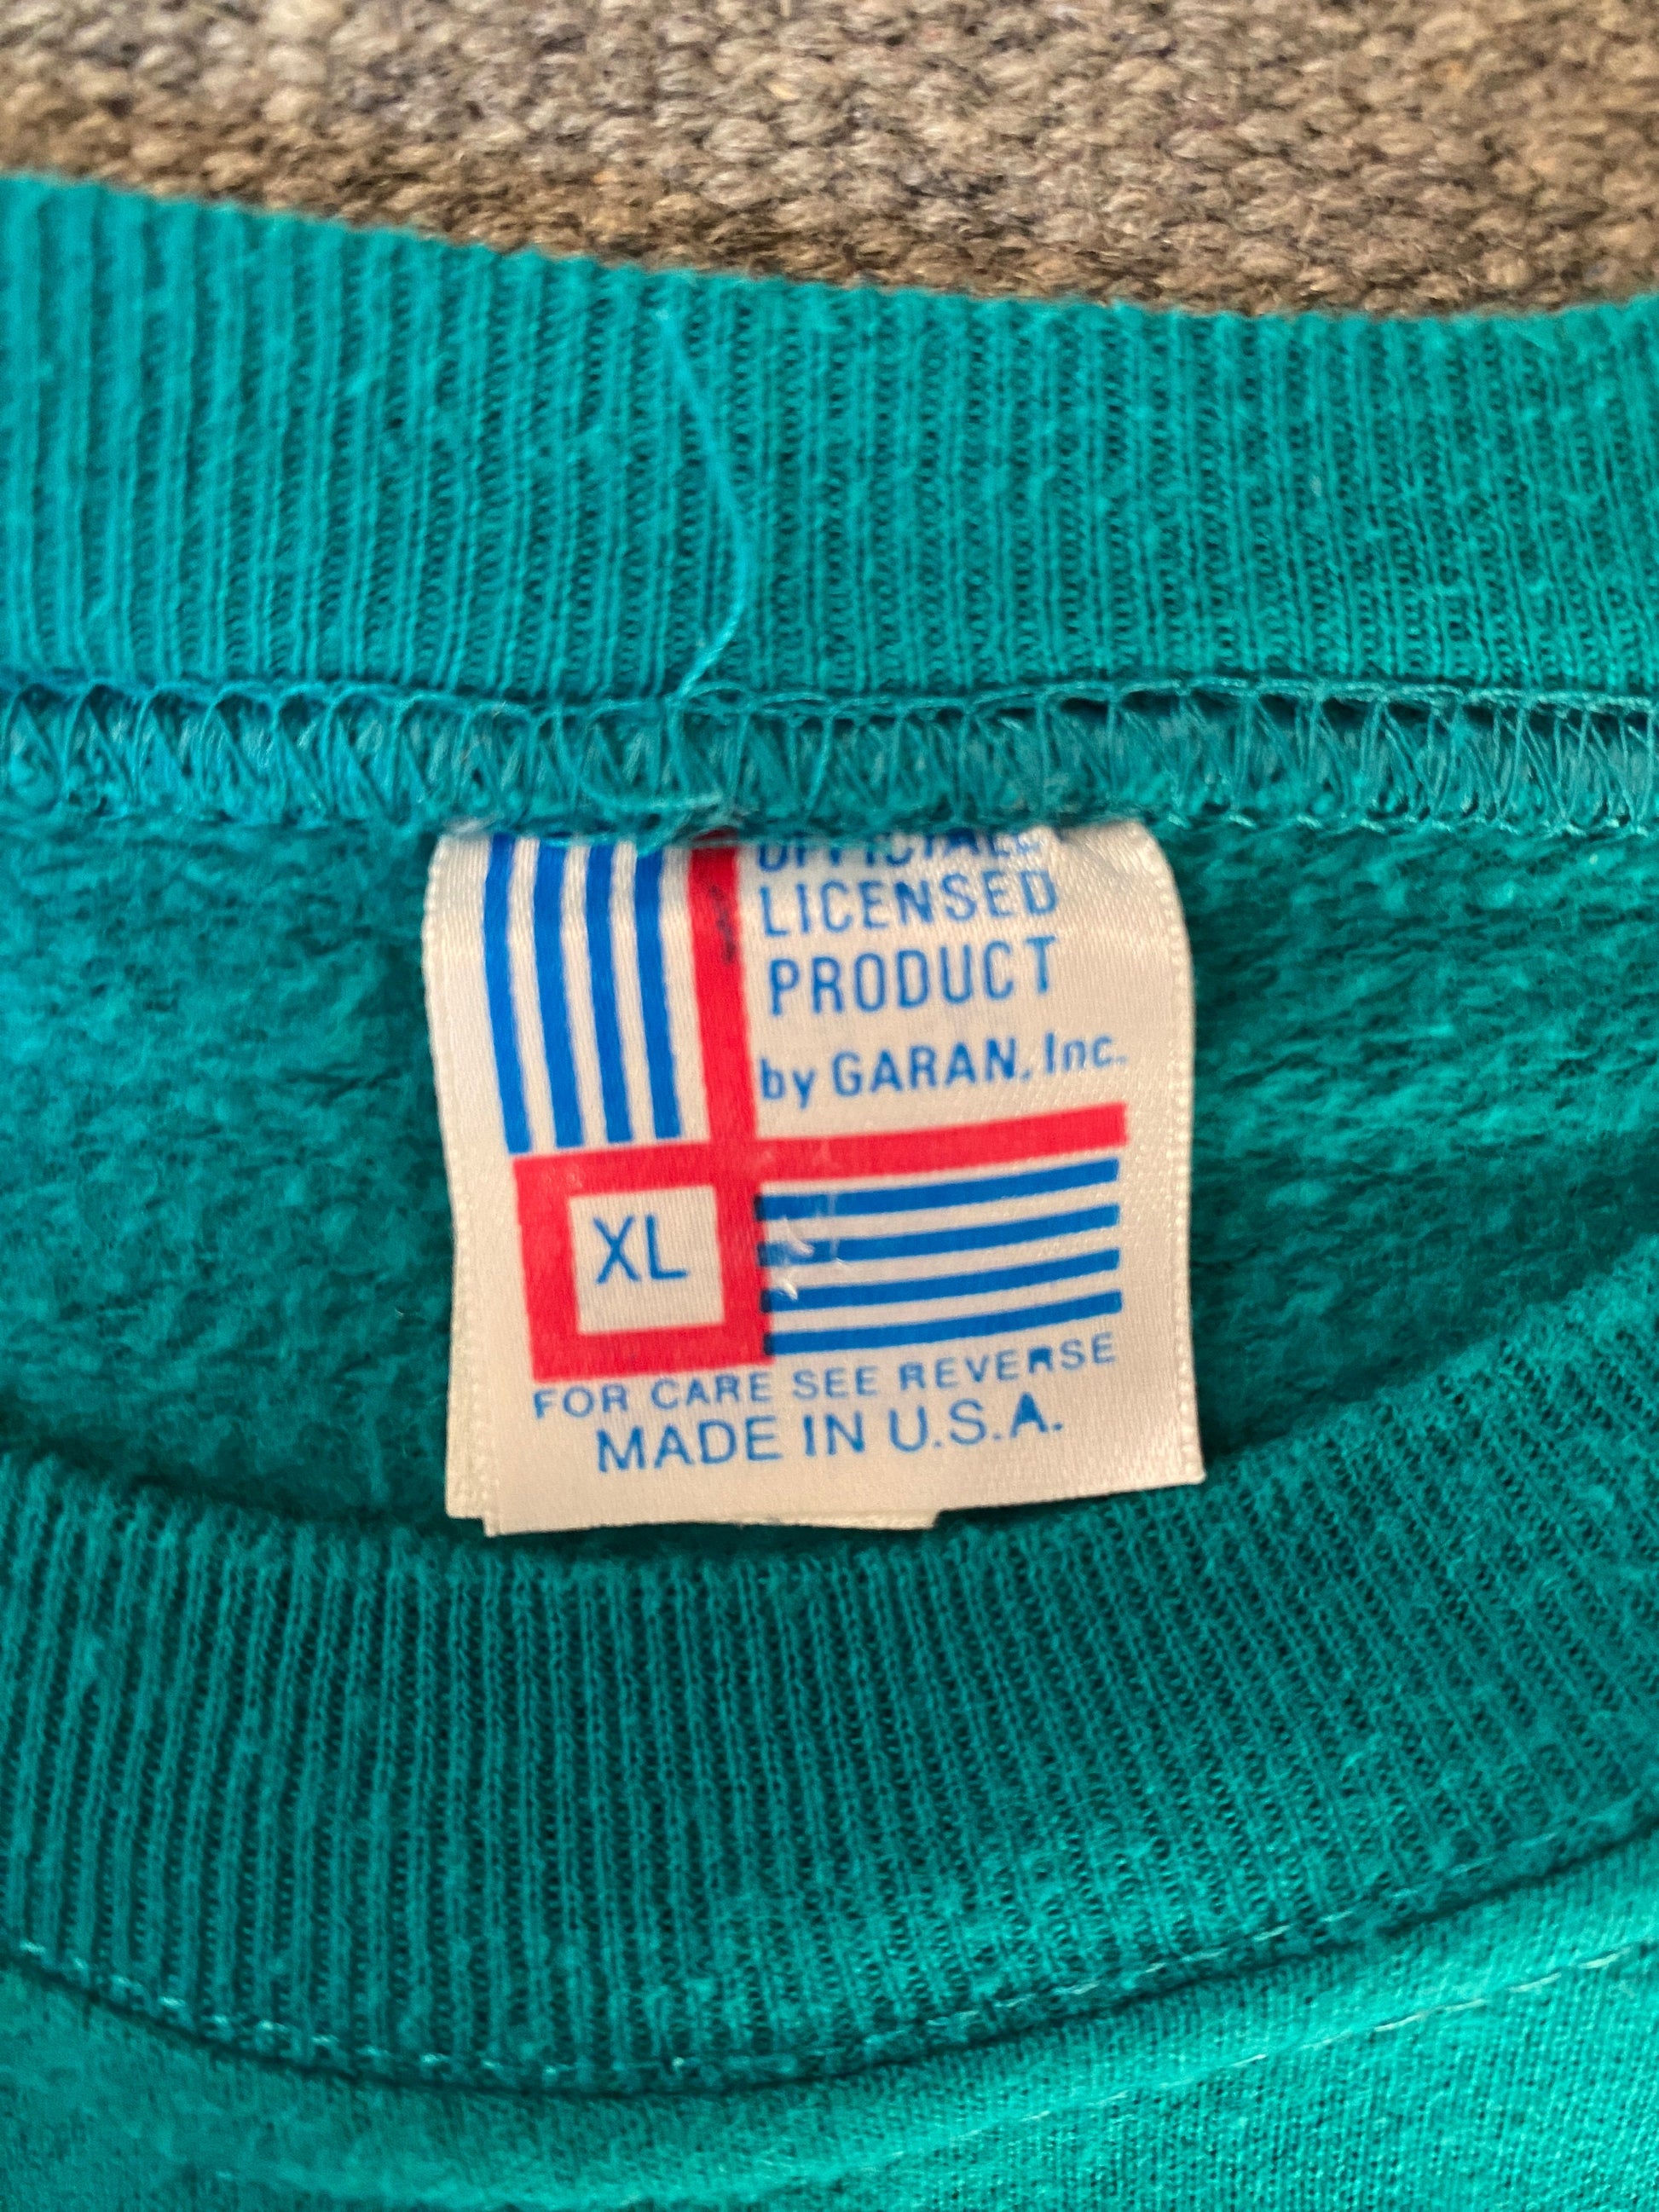 LICENSED
PRODUCT
by GARAN, Inc.
XL
FOR CARE SEE REVERSE
MADE IN U.S.A.